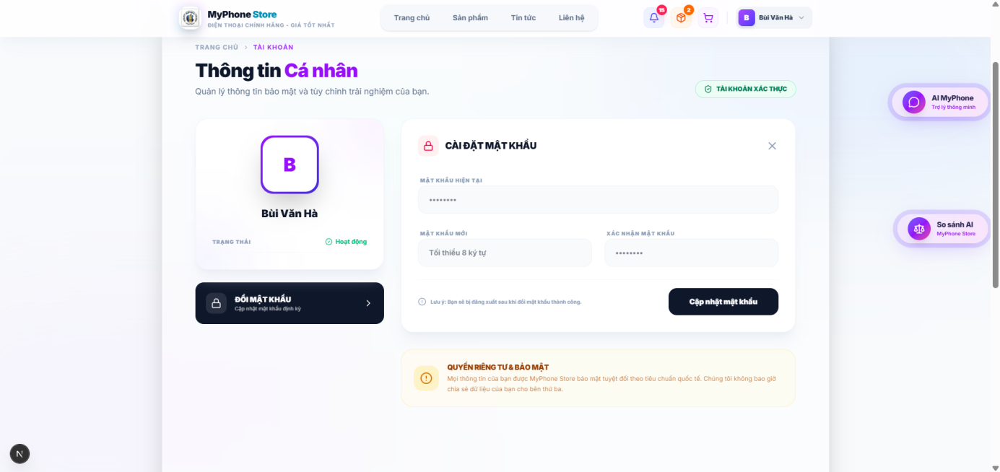 MyPhone Store
ĐIỆN THOẠI CHÍNH HÃNG - GIÁ TỐT NHẤT
Trang chủ
Sản phẩm
Tin tức
Liên hệ
15
2
B
Bùi Văn Hà
TRANG CHỦ > TÀI KHOẢN
Thông tin Cá nhân
Quản lý thông tin bảo mật và tùy chỉnh trải nghiệm của bạn.
TÀI KHOẢN XÁC THỰC
AI MyPhone
Trợ lý thông minh
B
Bùi Văn Hà
TRẠNG THÁI
Hoạt động
ĐỔI MẬT KHẨU
Cập nhật mật khẩu định kỳ
CÀI ĐẶT MẬT KHẨU
MẬT KHẨU HIỆN TẠI
••••••••
MẬT KHẨU MỚI
Tối thiểu 8 ký tự
XÁC NHẬN MẬT KHẨU
••••••••
Lưu ý: Bạn sẽ bị đăng xuất sau khi đổi mật khẩu thành công.
Cập nhật mật khẩu
So sánh AI
MyPhone Store
QUYỀN RIÊNG TƯ & BẢO MẬT
Mọi thông tin của bạn được MyPhone Store bảo mật tuyệt đối theo tiêu chuẩn quốc tế. Chúng tôi không bao giờ
chia sẻ dữ liệu của bạn cho bên thứ ba.
N